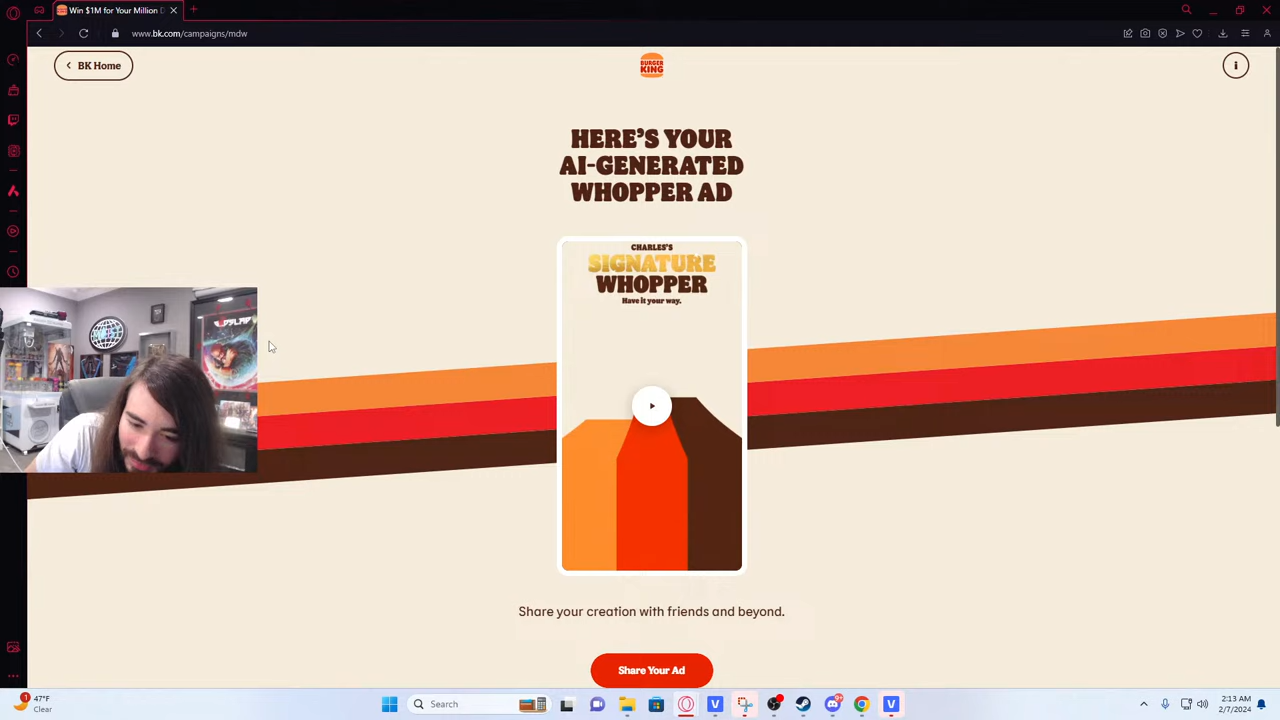 Win $1M for Your Million D
www.bk.com/campaigns/mdw
BK Home
BURGER
KING
i
HERE'S YOUR
AI-GENERATED
WHOPPER AD
CHARLES'S
SIGNATURE
WHOPPER
Have it your way.
Share your creation with friends and beyond.
Share Your Ad
1
47°F
Clear
Search
99+
2:13 AM
2/7/2024